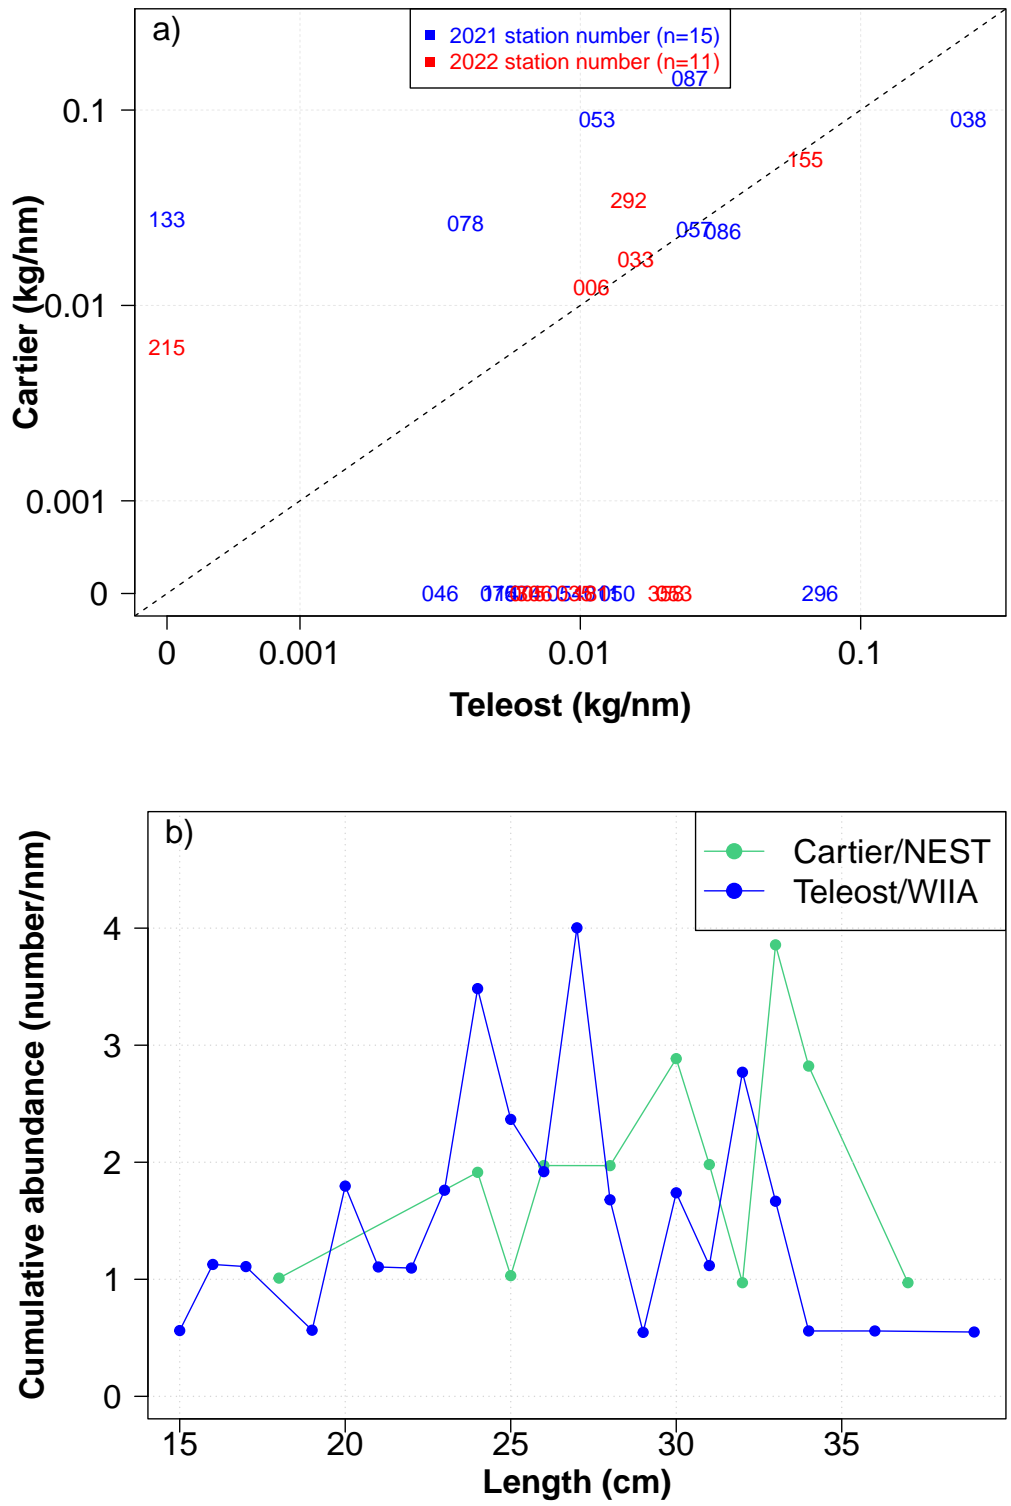 a)
2021 station number (n=15)
2022 station number (n=11)
087
053
038
155
133
078
292
057
086
033
006
215
046
050
053
296
0.1
0.01
0.001
0
Cartier (kg/nm)
0 0.001 0.01 0.1
Teleost (kg/nm)
b)
Cartier/NEST
Teleost/WIIA
4
3
2
1
0
Cumulative abundance (number/nm)
15 20 25 30 35
Length (cm)